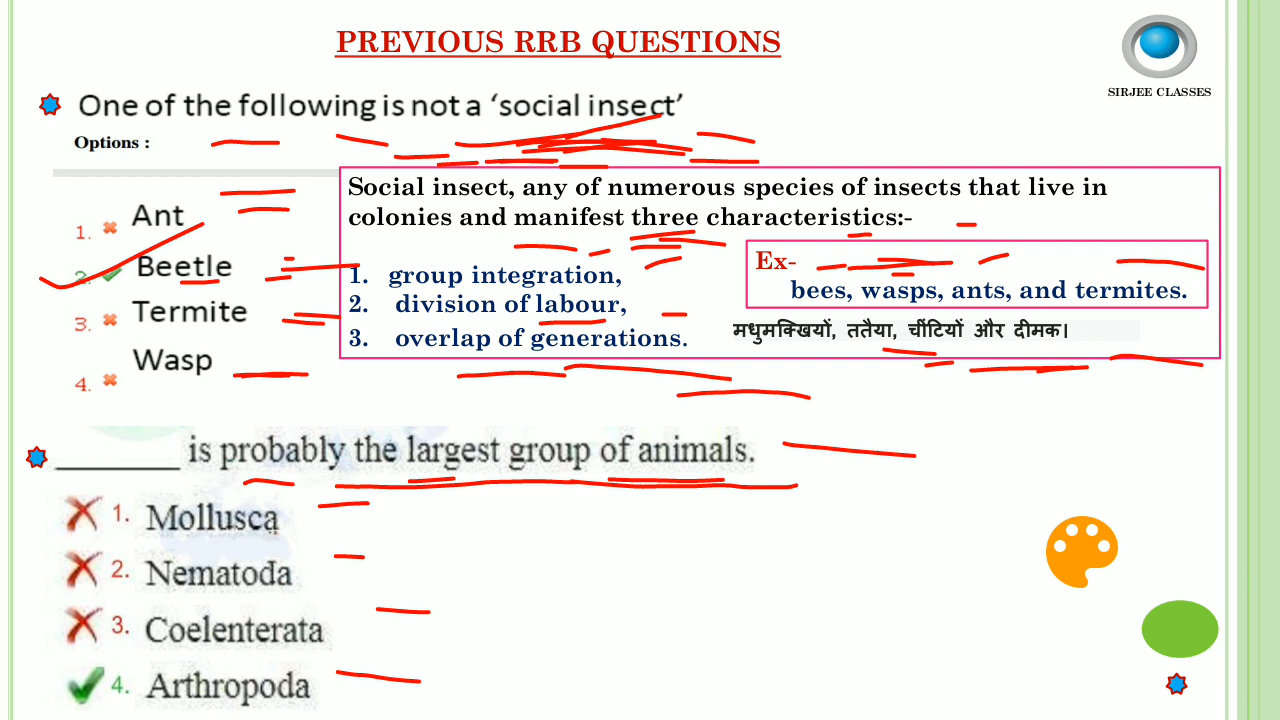 PREVIOUS RRB QUESTIONS
SIRJEE CLASSES
One of the following is not a ‘social insect’
Options :
1. Ant
2. Beetle
3. Termite
4. Wasp
Social insect, any of numerous species of insects that live in
colonies and manifest three characteristics:-
1. group integration,
2. division of labour,
3. overlap of generations.
Ex-
bees, wasps, ants, and termites.
मधुमक्खियों, ततैया, चींटियों और दीमक।
________ is probably the largest group of animals.
1. Mollusca
2. Nematoda
3. Coelenterata
4. Arthropoda